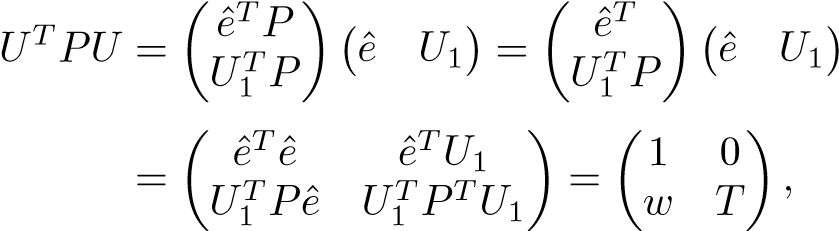 $U^T P U = \begin{pmatrix} \hat{e}^T P \\ U_1^T P \end{pmatrix} \begin{pmatrix} \hat{e} & U_1 \end{pmatrix} = \begin{pmatrix} \hat{e}^T \\ U_1^T P \end{pmatrix} \begin{pmatrix} \hat{e} & U_1 \end{pmatrix}$
$= \begin{pmatrix} \hat{e}^T \hat{e} & \hat{e}^T U_1 \\ U_1^T P \hat{e} & U_1^T P^T U_1 \end{pmatrix} = \begin{pmatrix} 1 & 0 \\ w & T \end{pmatrix},$